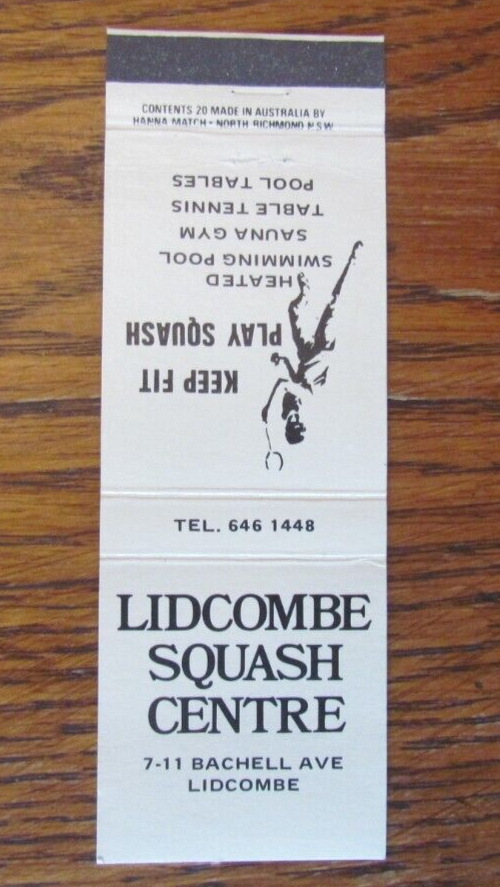 CONTENTS 20 MADE IN AUSTRALIA BY
HANNA MATCH - NORTH RICHMOND N.S.W
KEEP FIT
PLAY SQUASH
HEATED
SWIMMING POOL
SAUNA GYM
TABLE TENNIS
POOL TABLES
TEL. 646 1448
LIDCOMBE
SQUASH
CENTRE
7-11 BACHELL AVE
LIDCOMBE